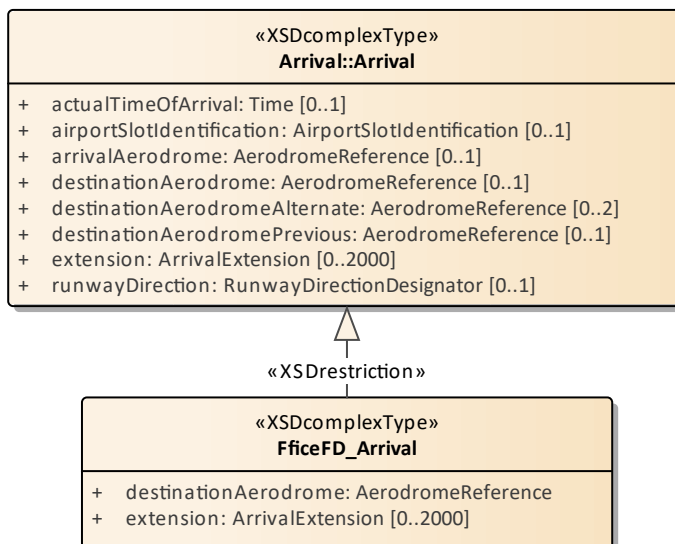 «XSDcomplexType»
Arrival::Arrival
+ actualTimeOfArrival: Time [0..1]
+ airportSlotIdentification: AirportSlotIdentification [0..1]
+ arrivalAerodrome: AerodromeReference [0..1]
+ destinationAerodrome: AerodromeReference [0..1]
+ destinationAerodromeAlternate: AerodromeReference [0..2]
+ destinationAerodromePrevious: AerodromeReference [0..1]
+ extension: ArrivalExtension [0..2000]
+ runwayDirection: RunwayDirectionDesignator [0..1]
«XSDrestriction»
«XSDcomplexType»
FficeFD_Arrival
+ destinationAerodrome: AerodromeReference
+ extension: ArrivalExtension [0..2000]